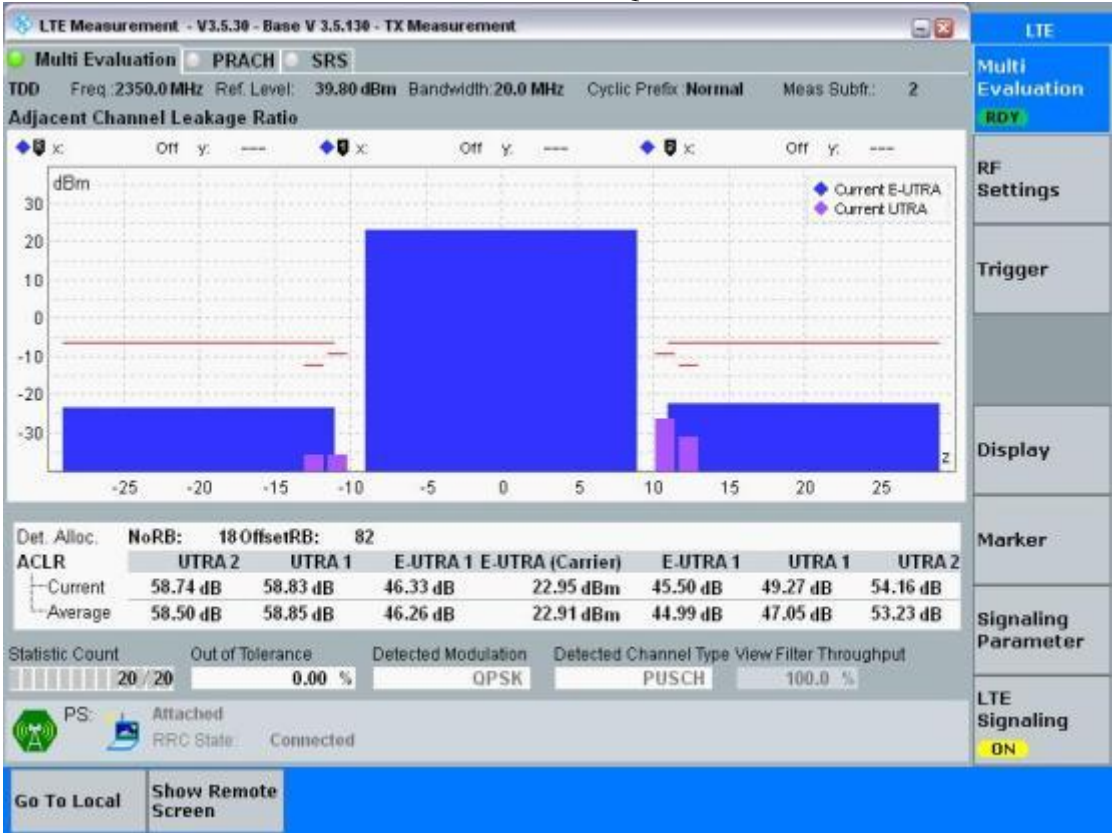 LTE Measurement - V3.5.30 - Base V 3.5.130 - TX Measurement
Multi Evaluation PRACH SRS
TDD Freq.:2350.0 MHz Ref. Level: 39.80 dBm Bandwidth:20.0 MHz Cyclic Prefix:Normal Meas Subfr.: 2
Adjacent Channel Leakage Ratio
x: Off y: --- x: Off y: --- x: Off y: ---
dBm
Current E-UTRA
Current UTRA
30
20
10
0
-10
-20
-30
z
-25 -20 -15 -10 -5 0 5 10 15 20 25
Det. Alloc. NoRB: 18 OffsetRB: 82
ACLR UTRA 2 UTRA 1 E-UTRA 1 E-UTRA (Carrier) E-UTRA 1 UTRA 1 UTRA 2
Current 58.74 dB 58.83 dB 46.33 dB 22.95 dBm 45.50 dB 49.27 dB 54.16 dB
Average 58.50 dB 58.85 dB 46.26 dB 22.91 dBm 44.99 dB 47.05 dB 53.23 dB
Statistic Count Out of Tolerance Detected Modulation Detected Channel Type View Filter Throughput
20 / 20 0.00 % QPSK PUSCH 100.0 %
PS: Attached
RRC State: Connected
LTE
Multi
Evaluation
RDY
RF
Settings
Trigger
Display
Marker
Signaling
Parameter
LTE
Signaling
ON
Go To Local
Show Remote
Screen